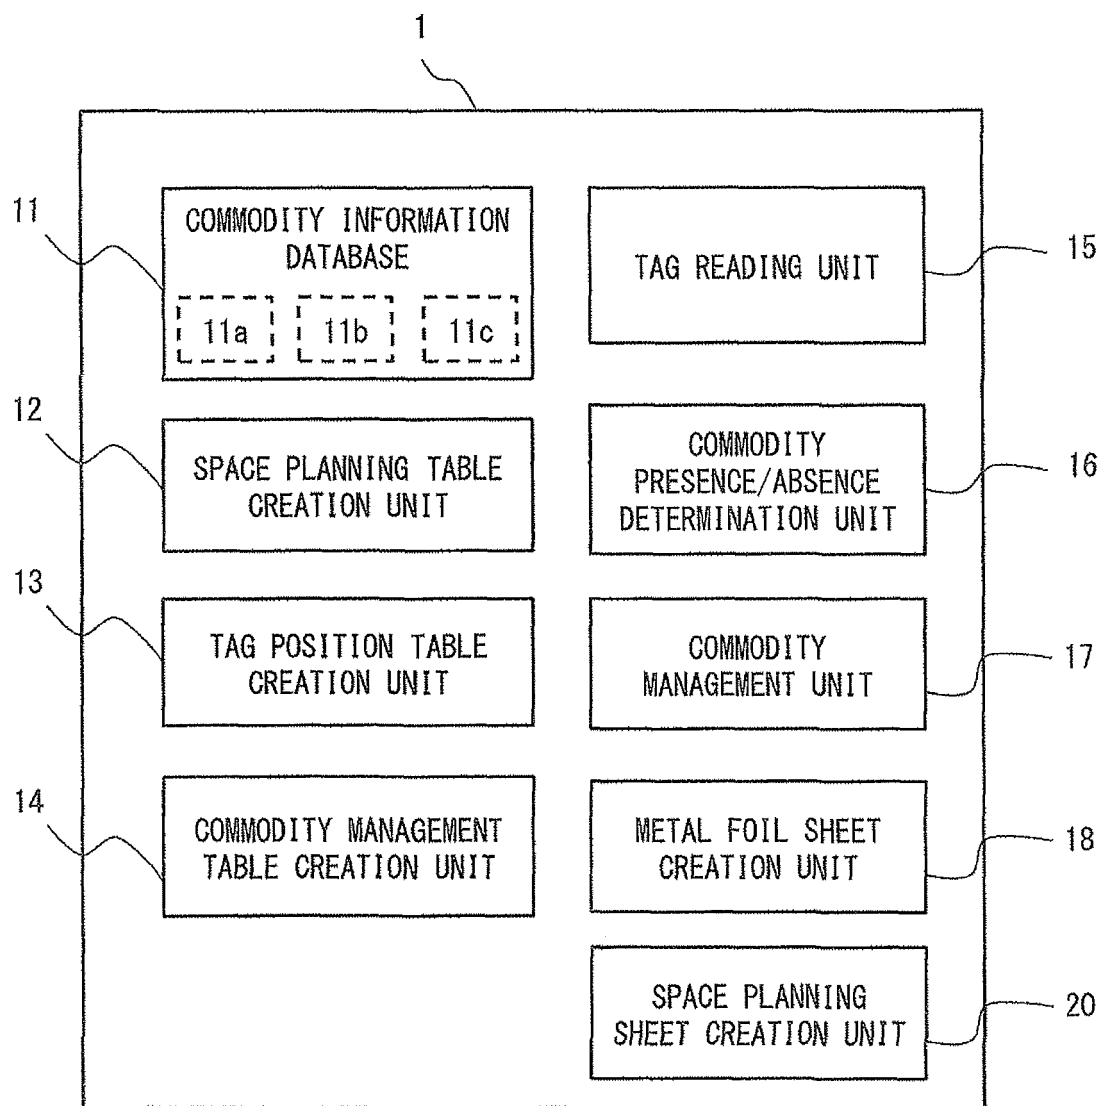 1
11
COMMODITY INFORMATION
DATABASE
11a 11b 11c
12
SPACE PLANNING TABLE
CREATION UNIT
13
TAG POSITION TABLE
CREATION UNIT
14
COMMODITY MANAGEMENT
TABLE CREATION UNIT
TAG READING UNIT
15
COMMODITY
PRESENCE/ABSENCE
DETERMINATION UNIT
16
COMMODITY
MANAGEMENT UNIT
17
METAL FOIL SHEET
CREATION UNIT
18
SPACE PLANNING
SHEET CREATION UNIT
20